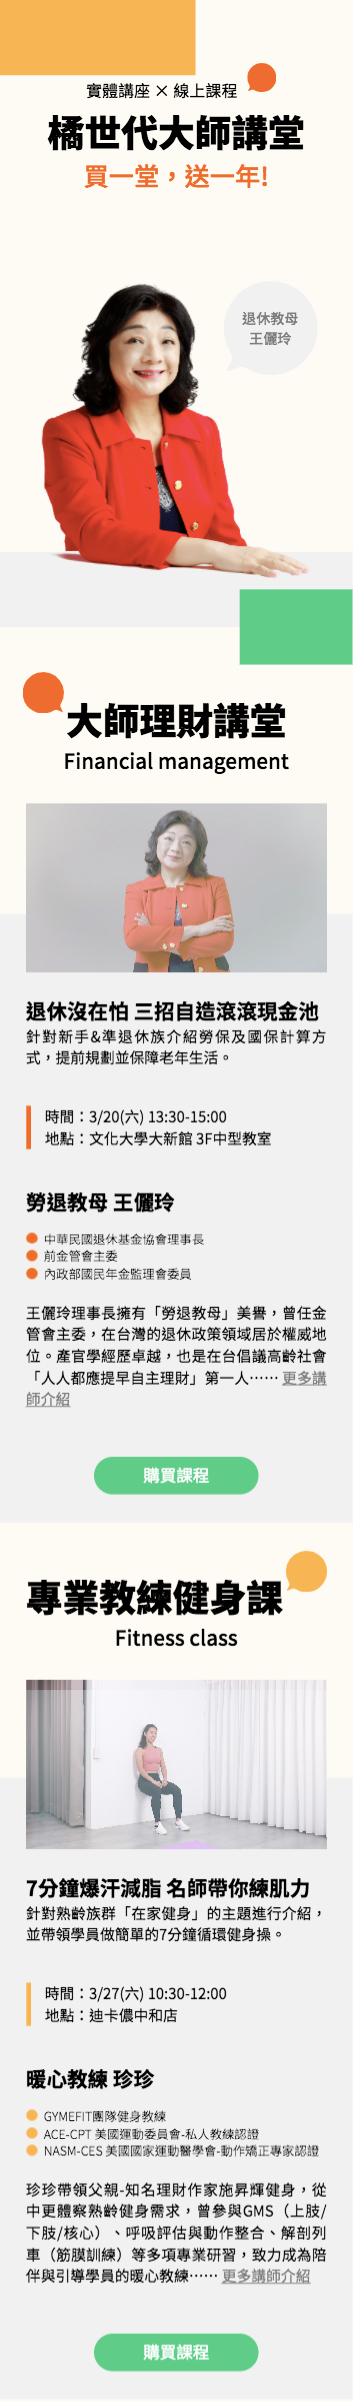 實體講座 × 線上課程
橘世代大師講堂
買一堂，送一年!
退休教母
王儷玲
大師理財講堂
Financial management
退休沒在怕 三招自造滾滾現金池
針對新手&準退休族介紹勞保及國保計算方
式，提前規劃並保障老年生活。
時間：3/20(六) 13:30-15:00
地點：文化大學大新館 3F中型教室
勞退教母 王儷玲
中華民國退休基金協會理事長
前金管會主委
內政部國民年金監理會委員
王儷玲理事長擁有「勞退教母」美譽，曾任金
管會主委，在台灣的退休政策領域居於權威地
位。產官學經歷卓越，也是在台倡議高齡社會
「人人都應提早自主理財」第一人⋯⋯ 更多講
師介紹
購買課程
專業教練健身課
Fitness class
7分鐘爆汗減脂 名師帶你練肌力
針對熟齡族群「在家健身」的主題進行介紹，
並帶領學員做簡單的7分鐘循環健身操。
時間：3/27(六) 10:30-12:00
地點：迪卡儂中和店
暖心教練 珍珍
GYMEFIT團隊健身教練
ACE-CPT 美國運動委員會-私人教練認證
NASM-CES 美國國家運動醫學會-動作矯正專家認證
珍珍帶領父親-知名理財作家施昇輝健身，從
中更體察熟齡健身需求，曾參與GMS（上肢/
下肢/核心）、呼吸評估與動作整合、解剖列
車（筋膜訓練）等多項專業研習，致力成為陪
伴與引導學員的暖心教練⋯⋯ 更多講師介紹
購買課程